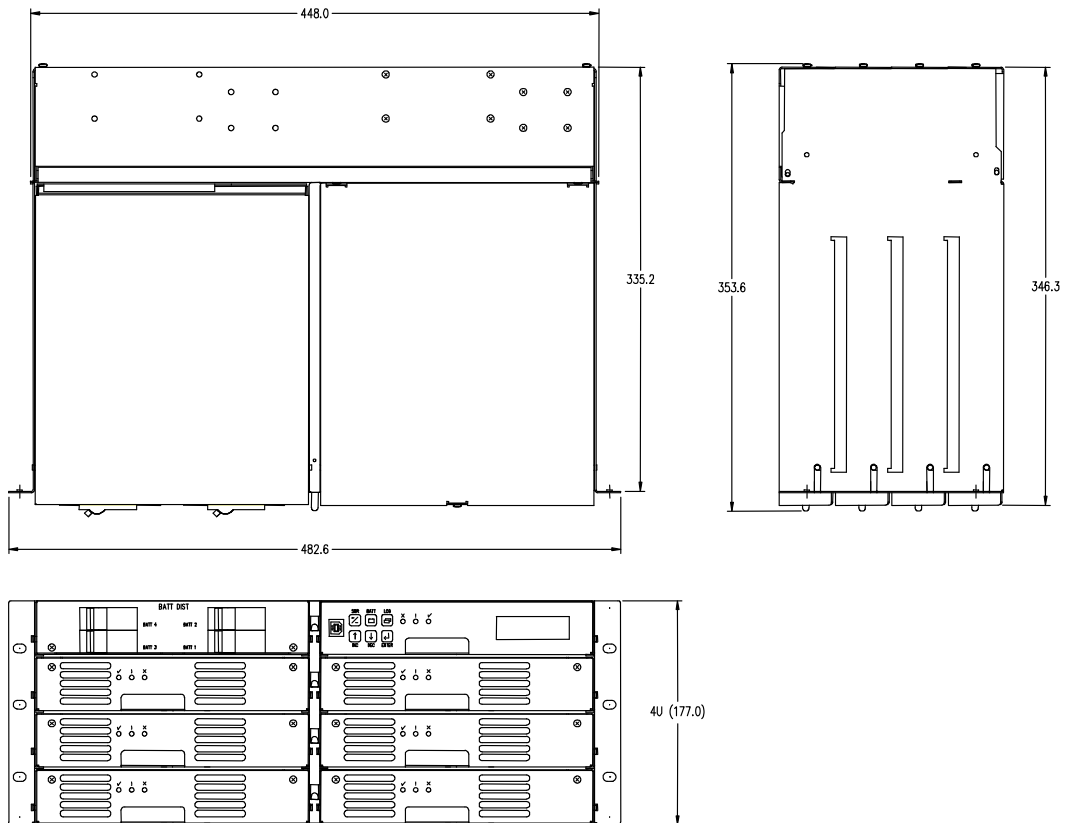 448.0
335.2
353.6
346.3
482.6
BATT DIST
BATT 4 BATT 2
BATT 3 BATT 1
SMR BATT LOG
INC DEC ENTER
4U (177.0)